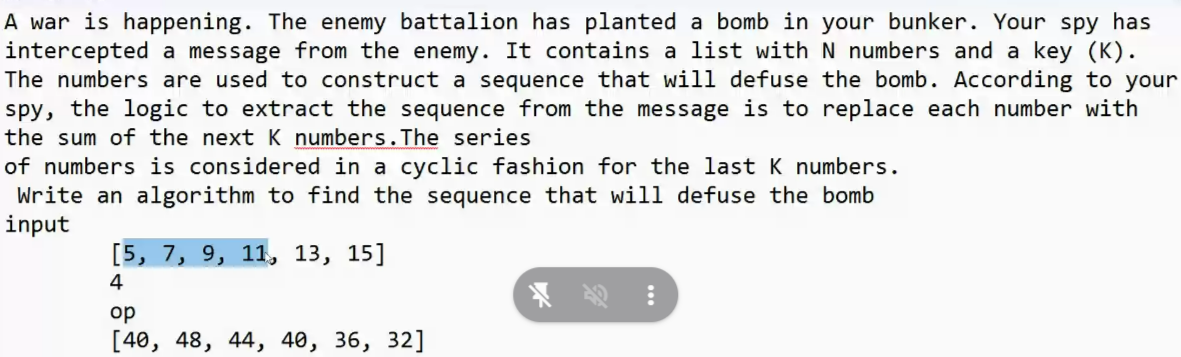 A war is happening. The enemy battalion has planted a bomb in your bunker. Your spy has
intercepted a message from the enemy. It contains a list with N numbers and a key (K).
The numbers are used to construct a sequence that will defuse the bomb. According to your
spy, the logic to extract the sequence from the message is to replace each number with
the sum of the next K numbers.The series
of numbers is considered in a cyclic fashion for the last K numbers.
Write an algorithm to find the sequence that will defuse the bomb
input
[5, 7, 9, 11, 13, 15]
4
op
[40, 48, 44, 40, 36, 32]